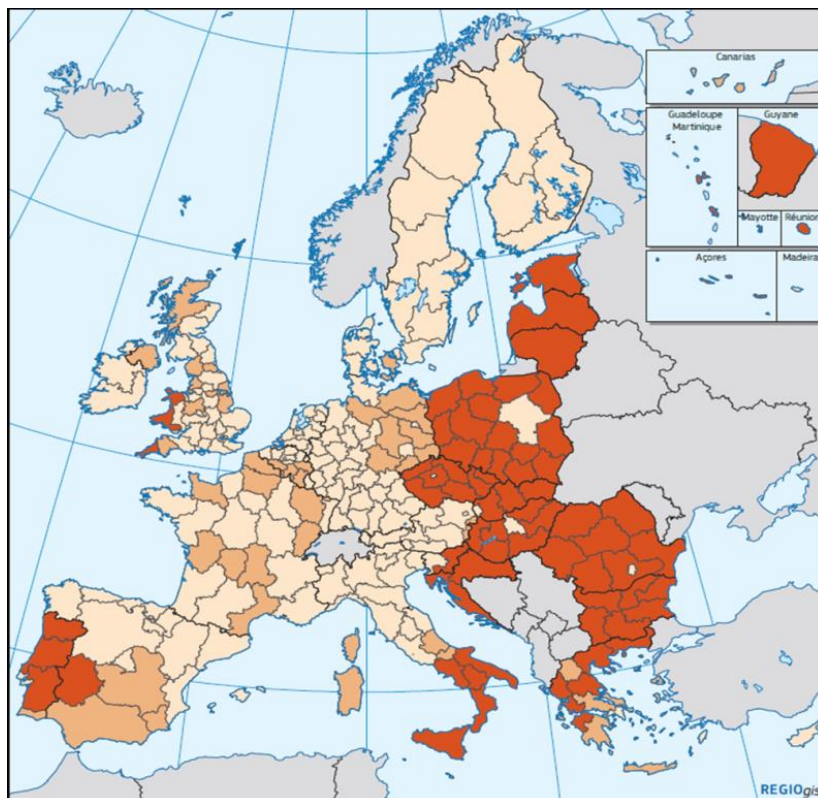 Canarias
Guadeloupe
Martinique
Guyane
Mayotte
Réunion
Açores
Madeira
REGIOgis